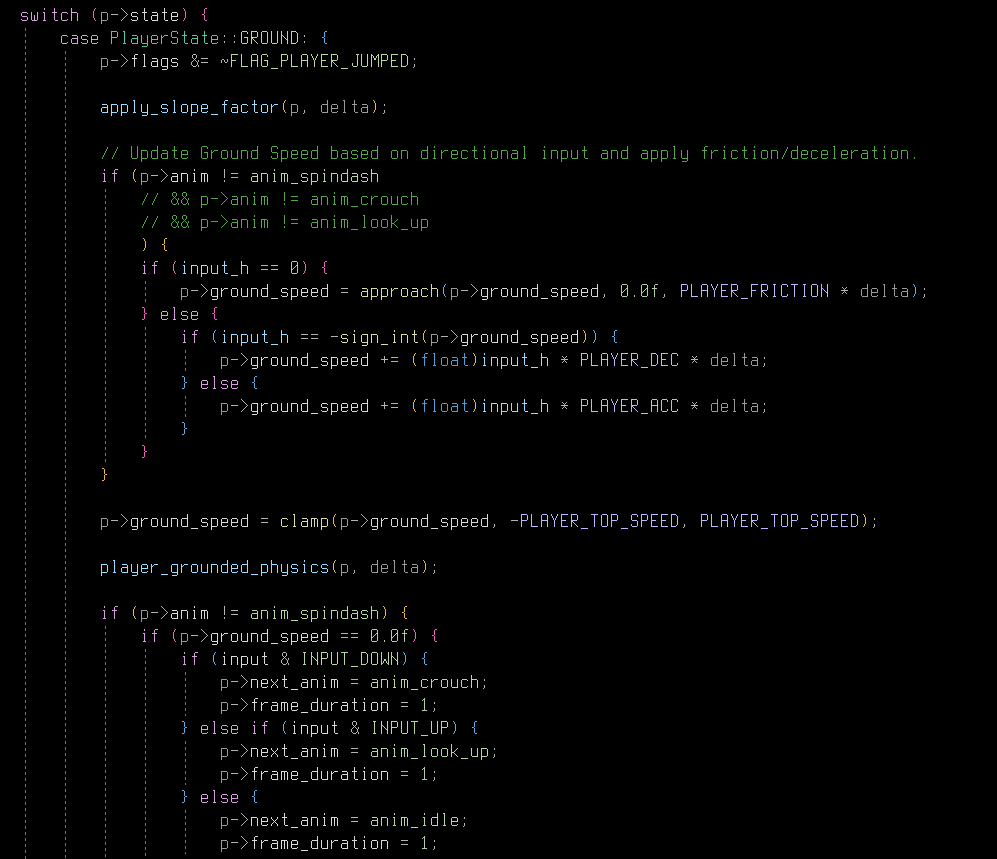 switch (p->state) {
case PlayerState::GROUND: {
p->flags &= ~FLAG_PLAYER_JUMPED;
apply_slope_factor(p, delta);
// Update Ground Speed based on directional input and apply friction/deceleration.
if (p->anim != anim_spindash
// && p->anim != anim_crouch
// && p->anim != anim_look_up
) {
if (input_h == 0) {
p->ground_speed = approach(p->ground_speed, 0.0f, PLAYER_FRICTION * delta);
} else {
if (input_h == -sign_int(p->ground_speed)) {
p->ground_speed += (float)input_h * PLAYER_DEC * delta;
} else {
p->ground_speed += (float)input_h * PLAYER_ACC * delta;
}
}
}
p->ground_speed = clamp(p->ground_speed, -PLAYER_TOP_SPEED, PLAYER_TOP_SPEED);
player_grounded_physics(p, delta);
if (p->anim != anim_spindash) {
if (p->ground_speed == 0.0f) {
if (input & INPUT_DOWN) {
p->next_anim = anim_crouch;
p->frame_duration = 1;
} else if (input & INPUT_UP) {
p->next_anim = anim_look_up;
p->frame_duration = 1;
} else {
p->next_anim = anim_idle;
p->frame_duration = 1;